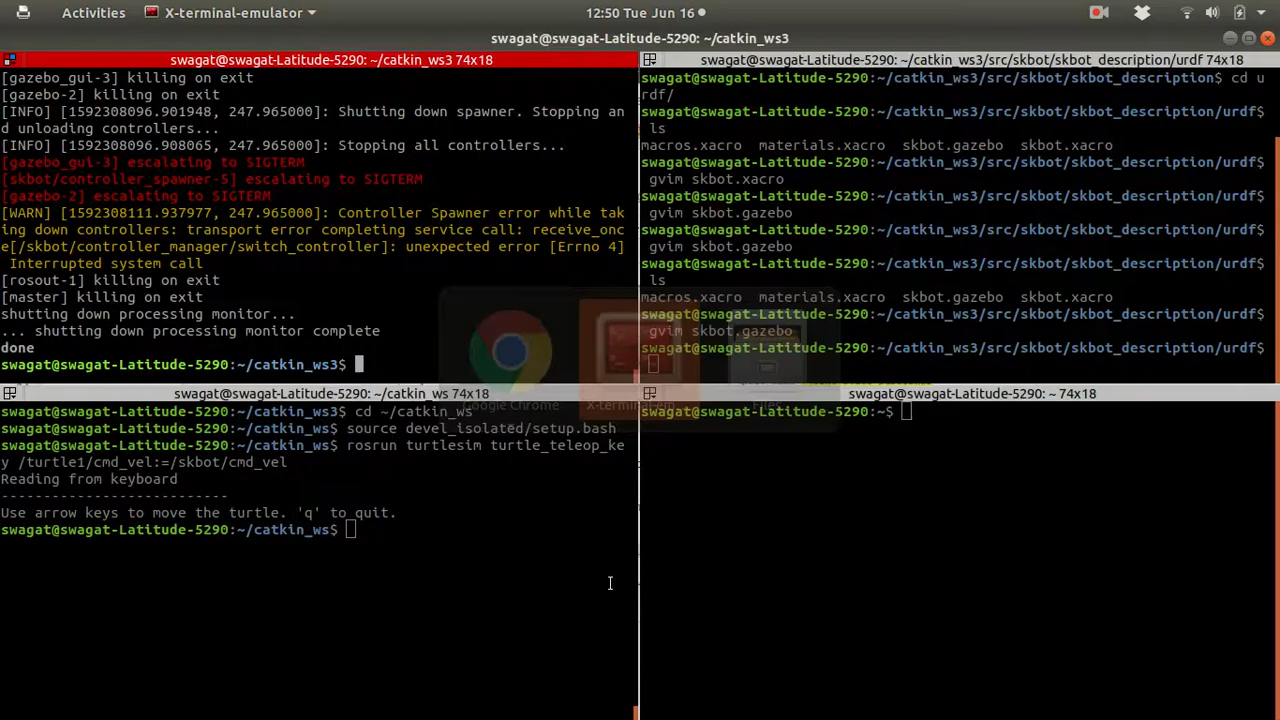 Activities
X-terminal-emulator
12:50 Tue Jun 16
swagat@swagat-Latitude-5290: ~/catkin_ws3
swagat@swagat-Latitude-5290: ~/catkin_ws3 74x18
[gazebo_gui-3] killing on exit
[gazebo-2] killing on exit
[INFO] [1592308096.901948, 247.965000]: Shutting down spawner. Stopping an
d unloading controllers...
[INFO] [1592308096.908065, 247.965000]: Stopping all controllers...
[gazebo_gui-3] escalating to SIGTERM
[skbot/controller_spawner-5] escalating to SIGTERM
[gazebo-2] escalating to SIGTERM
[WARN] [1592308111.937977, 247.965000]: Controller Spawner error while tak
ing down controllers: transport error completing service call: receive_onc
e[/skbot/controller_manager/switch_controller]: unexpected error [Errno 4]
Interrupted system call
[rosout-1] killing on exit
[master] killing on exit
shutting down processing monitor...
... shutting down processing monitor complete
done
swagat@swagat-Latitude-5290:~/catkin_ws3$
swagat@swagat-Latitude-5290: ~/catkin_ws3/src/skbot/skbot_description/urdf 74x18
swagat@swagat-Latitude-5290:~/catkin_ws3/src/skbot/skbot_description$ cd u
rdf/
swagat@swagat-Latitude-5290:~/catkin_ws3/src/skbot/skbot_description/urdf$
ls
macros.xacro materials.xacro skbot.gazebo skbot.xacro
swagat@swagat-Latitude-5290:~/catkin_ws3/src/skbot/skbot_description/urdf$
gvim skbot.xacro
swagat@swagat-Latitude-5290:~/catkin_ws3/src/skbot/skbot_description/urdf$
gvim skbot.gazebo
swagat@swagat-Latitude-5290:~/catkin_ws3/src/skbot/skbot_description/urdf$
gvim skbot.gazebo
swagat@swagat-Latitude-5290:~/catkin_ws3/src/skbot/skbot_description/urdf$
ls
macros.xacro materials.xacro skbot.gazebo skbot.xacro
swagat@swagat-Latitude-5290:~/catkin_ws3/src/skbot/skbot_description/urdf$
gvim skbot.gazebo
swagat@swagat-Latitude-5290:~/catkin_ws3/src/skbot/skbot_description/urdf$
Google Chrome
Files
swagat@swagat-Latitude-5290: ~/catkin_ws 74x18
swagat@swagat-Latitude-5290:~/catkin_ws3$ cd ~/catkin_ws
swagat@swagat-Latitude-5290:~/catkin_ws$ source devel_isolated/setup.bash
swagat@swagat-Latitude-5290:~/catkin_ws$ rosrun turtlesim turtle_teleop_ke
y /turtle1/cmd_vel:=/skbot/cmd_vel
Reading from keyboard
---------------------------
Use arrow keys to move the turtle. 'q' to quit.
swagat@swagat-Latitude-5290:~/catkin_ws$
swagat@swagat-Latitude-5290: ~ 74x18
swagat@swagat-Latitude-5290:~$